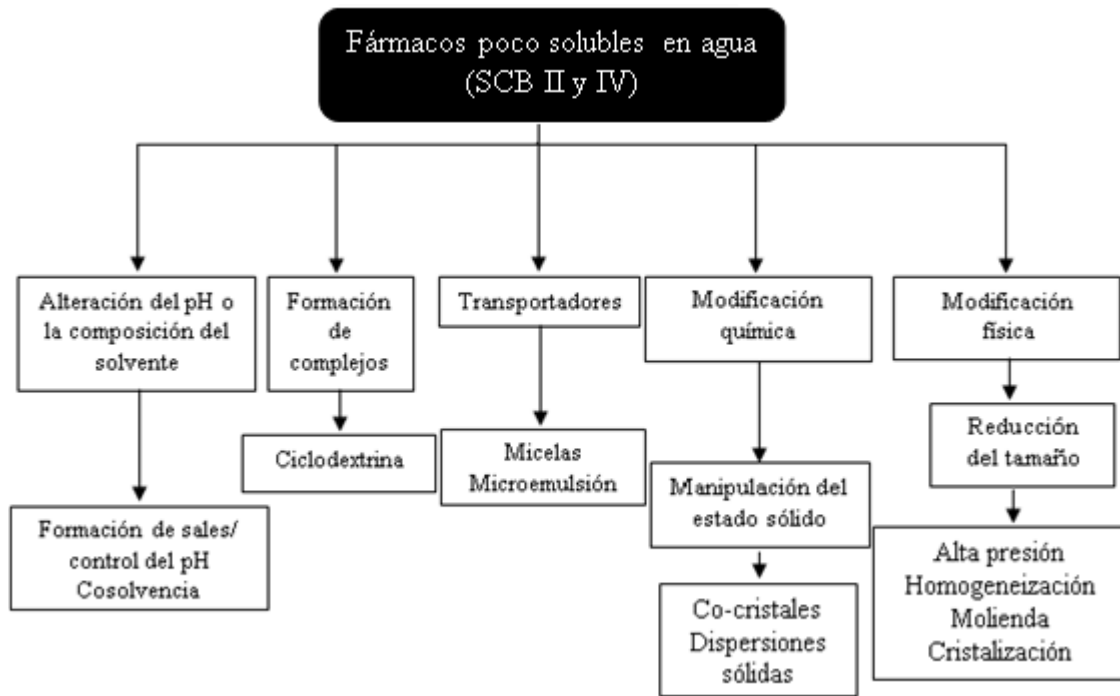 Fármacos poco solubles en agua
(SCB II y IV)
Alteración del pH o
la composición del
solvente
Formación
de
complejos
Transportadores
Modificación
química
Modificación
física
Formación de sales/
control del pH
Cosolvencia
Ciclodextrina
Micelas
Microemulsión
Manipulación del
estado sólido
Reducción
del tamaño
Co-cristales
Dispersiones
sólidas
Alta presión
Homogeneización
Molienda
Cristalización